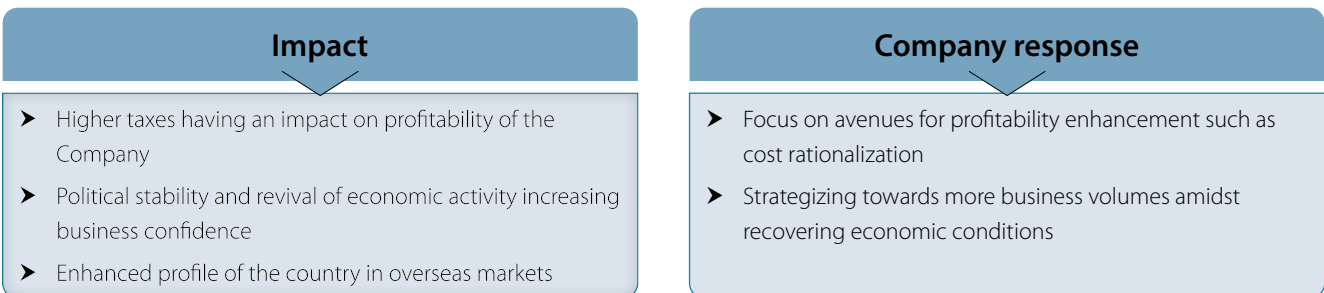 Impact
➤ Higher taxes having an impact on profitability of the
Company
➤ Political stability and revival of economic activity increasing
business confidence
➤ Enhanced profile of the country in overseas markets
Company response
➤ Focus on avenues for profitability enhancement such as
cost rationalization
➤ Strategizing towards more business volumes amidst
recovering economic conditions